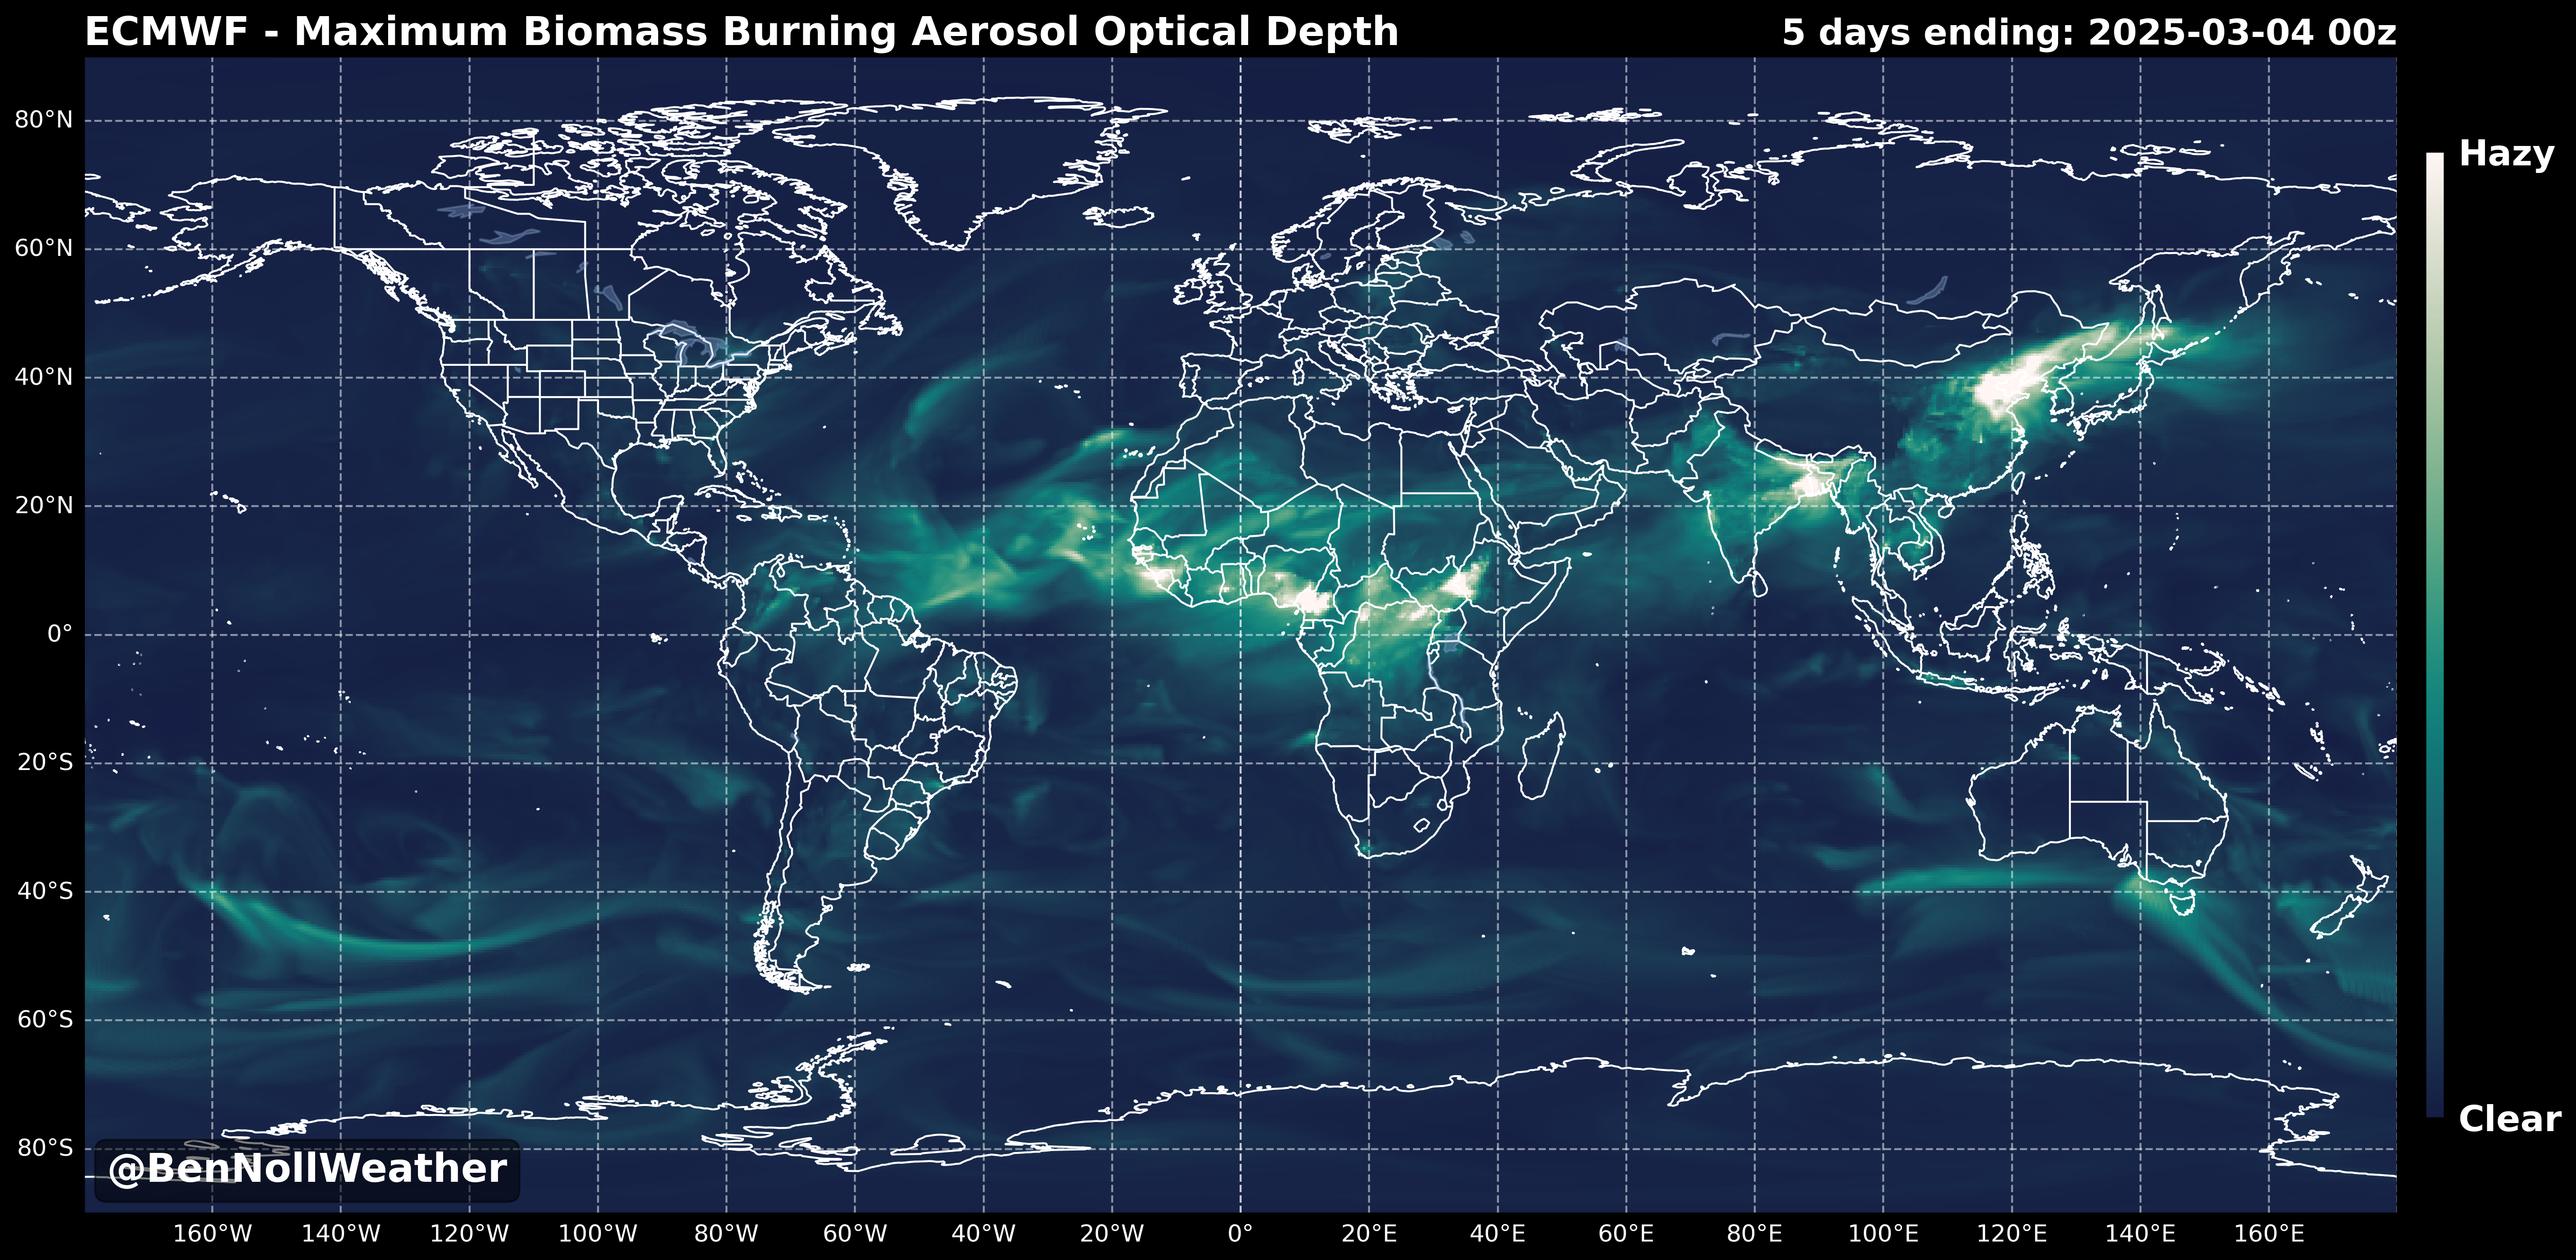 ECMWF - Maximum Biomass Burning Aerosol Optical Depth
5 days ending: 2025-03-04 00z
80°N
60°N
40°N
20°N
0°
20°S
40°S
60°S
80°S
Hazy
Clear
@BenNollWeather
160°W 140°W 120°W 100°W 80°W 60°W 40°W 20°W 0° 20°E 40°E 60°E 80°E 100°E 120°E 140°E 160°E